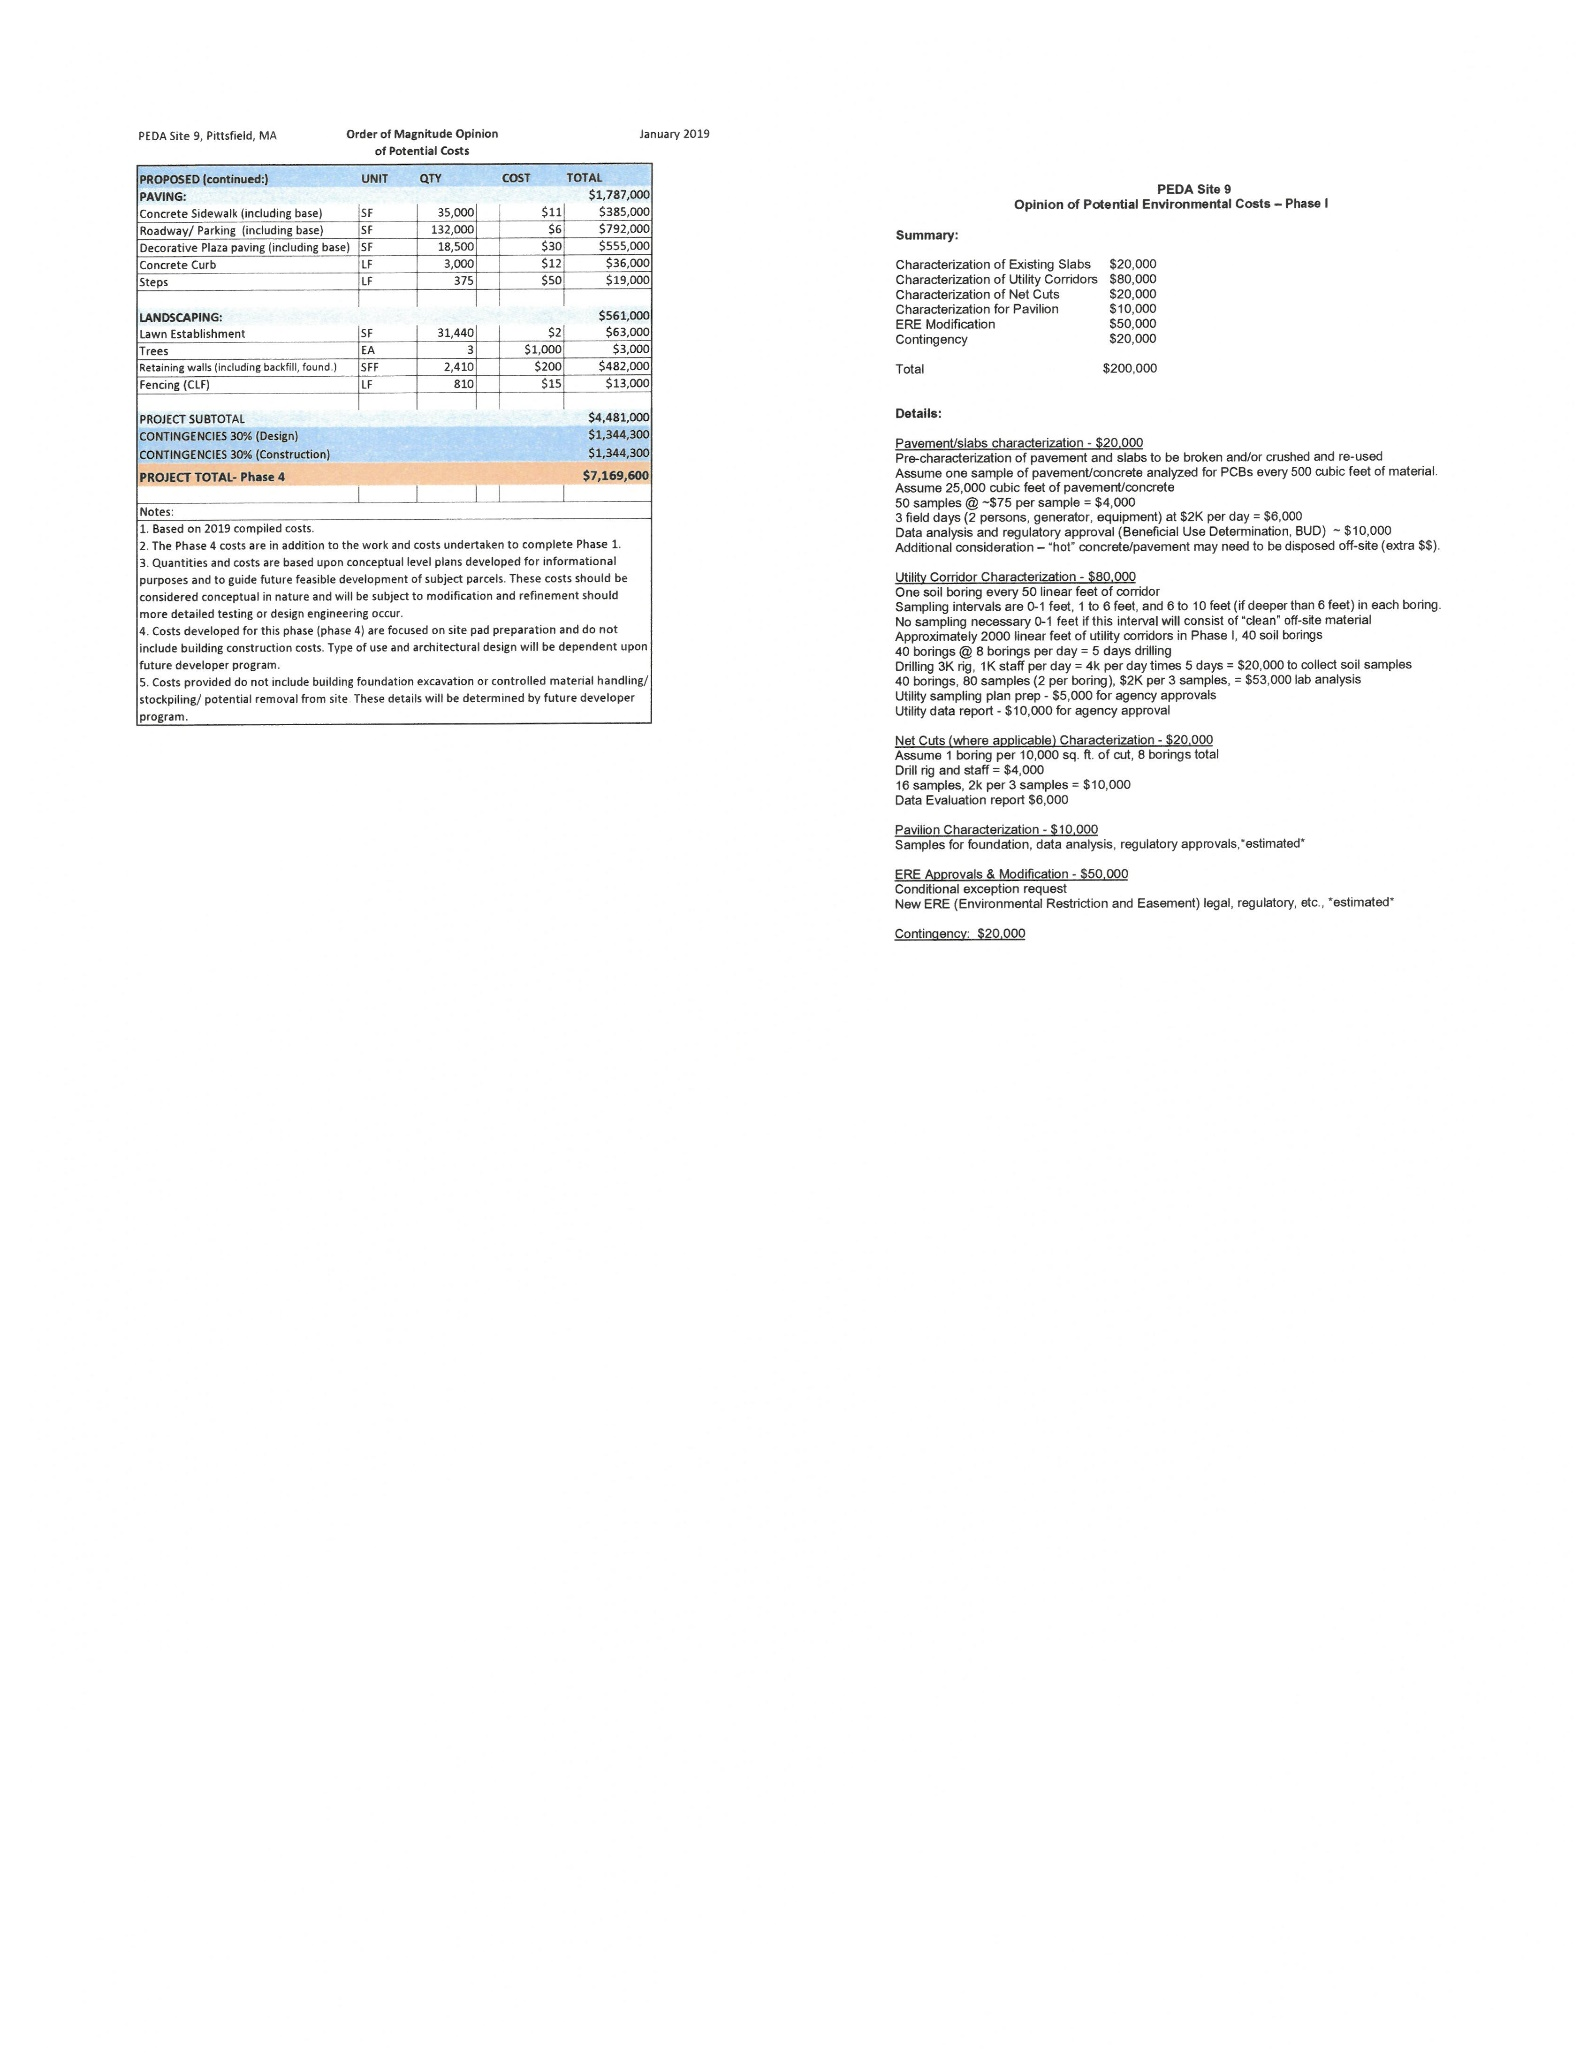 PEDA Site 9, Pittsfield, MA Order of Magnitude Opinion January 2019
of Potential Costs
PROPOSED (continued:) UNIT QTY COST TOTAL
PAVING: $1,787,000
Concrete Sidewalk (including base) SF 35,000 $11 $385,000
Roadway/ Parking (including base) SF 132,000 $6 $792,000
Decorative Plaza paving (including base) SF 18,500 $30 $555,000
Concrete Curb LF 3,000 $12 $36,000
Steps LF 375 $50 $19,000
LANDSCAPING: $561,000
Lawn Establishment SF 31,440 $2 $63,000
Trees EA 3 $1,000 $3,000
Retaining walls (including backfill, found.) SFF 2,410 $200 $482,000
Fencing (CLF) LF 810 $15 $13,000
PROJECT SUBTOTAL $4,481,000
CONTINGENCIES 30% (Design) $1,344,300
CONTINGENCIES 30% (Construction) $1,344,300
PROJECT TOTAL- Phase 4 $7,169,600
Notes:
1. Based on 2019 compiled costs.
2. The Phase 4 costs are in addition to the work and costs undertaken to complete Phase 1.
3. Quantities and costs are based upon conceptual level plans developed for informational
purposes and to guide future feasible development of subject parcels. These costs should be
considered conceptual in nature and will be subject to modification and refinement should
more detailed testing or design engineering occur.
4. Costs developed for this phase (phase 4) are focused on site pad preparation and do not
include building construction costs. Type of use and architectural design will be dependent upon
future developer program.
5. Costs provided do not include building foundation excavation or controlled material handling/
stockpiling/ potential removal from site. These details will be determined by future developer
program.
PEDA Site 9
Opinion of Potential Environmental Costs – Phase I
Summary:
Characterization of Existing Slabs $20,000
Characterization of Utility Corridors $80,000
Characterization of Net Cuts $20,000
Characterization for Pavilion $10,000
ERE Modification $50,000
Contingency $20,000
Total $200,000
Details:
Pavement/slabs characterization - $20,000
Pre-characterization of pavement and slabs to be broken and/or crushed and re-used
Assume one sample of pavement/concrete analyzed for PCBs every 500 cubic feet of material.
Assume 25,000 cubic feet of pavement/concrete
50 samples @ ~$75 per sample = $4,000
3 field days (2 persons, generator, equipment) at $2K per day = $6,000
Data analysis and regulatory approval (Beneficial Use Determination, BUD) ~ $10,000
Additional consideration – "hot" concrete/pavement may need to be disposed off-site (extra $$).
Utility Corridor Characterization - $80,000
One soil boring every 50 linear feet of corridor
Sampling intervals are 0-1 feet, 1 to 6 feet, and 6 to 10 feet (if deeper than 6 feet) in each boring.
No sampling necessary 0-1 feet if this interval will consist of "clean" off-site material
Approximately 2000 linear feet of utility corridors in Phase I, 40 soil borings
40 borings @ 8 borings per day = 5 days drilling
Drilling 3K rig, 1K staff per day = 4k per day times 5 days = $20,000 to collect soil samples
40 borings, 80 samples (2 per boring), $2K per 3 samples, = $53,000 lab analysis
Utility sampling plan prep - $5,000 for agency approvals
Utility data report - $10,000 for agency approval
Net Cuts (where applicable) Characterization - $20,000
Assume 1 boring per 10,000 sq. ft. of cut, 8 borings total
Drill rig and staff = $4,000
16 samples, 2k per 3 samples = $10,000
Data Evaluation report $6,000
Pavilion Characterization - $10,000
Samples for foundation, data analysis, regulatory approvals,*estimated*
ERE Approvals & Modification - $50,000
Conditional exception request
New ERE (Environmental Restriction and Easement) legal, regulatory, etc., *estimated*
Contingency: $20,000